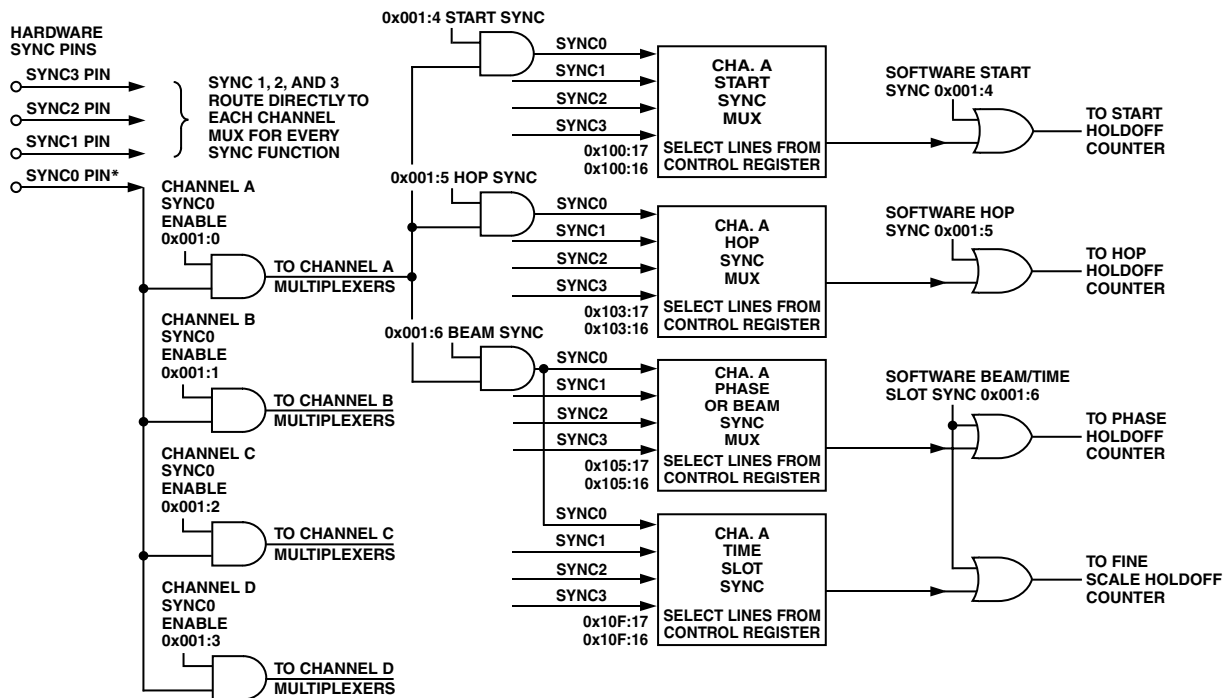 HARDWARE
SYNC PINS
SYNC3 PIN
SYNC2 PIN
SYNC1 PIN
SYNC0 PIN*
SYNC 1, 2, AND 3
ROUTE DIRECTLY TO
EACH CHANNEL
MUX FOR EVERY
SYNC FUNCTION
CHANNEL A
SYNC0
ENABLE
0x001:0
TO CHANNEL A
MULTIPLEXERS
CHANNEL B
SYNC0
ENABLE
0x001:1
TO CHANNEL B
MULTIPLEXERS
CHANNEL C
SYNC0
ENABLE
0x001:2
TO CHANNEL C
MULTIPLEXERS
CHANNEL D
SYNC0
ENABLE
0x001:3
TO CHANNEL D
MULTIPLEXERS
0x001:4 START SYNC
SYNC0
SYNC1
SYNC2
SYNC3
0x100:17
0x100:16
CHA. A
START
SYNC
MUX
SELECT LINES FROM
CONTROL REGISTER
SOFTWARE START
SYNC 0x001:4
TO START
HOLDOFF
COUNTER
0x001:5 HOP SYNC
SYNC0
SYNC1
SYNC2
SYNC3
0x103:17
0x103:16
CHA. A
HOP
SYNC
MUX
SELECT LINES FROM
CONTROL REGISTER
SOFTWARE HOP
SYNC 0x001:5
TO HOP
HOLDOFF
COUNTER
0x001:6 BEAM SYNC
SYNC0
SYNC1
SYNC2
SYNC3
0x105:17
0x105:16
CHA. A
PHASE
OR BEAM
SYNC
MUX
SELECT LINES FROM
CONTROL REGISTER
SOFTWARE BEAM/TIME
SLOT SYNC 0x001:6
TO PHASE
HOLDOFF
COUNTER
SYNC0
SYNC1
SYNC2
SYNC3
0x10F:17
0x10F:16
CHA. A
TIME
SLOT
SYNC
SELECT LINES FROM
CONTROL REGISTER
TO FINE
SCALE HOLDOFF
COUNTER